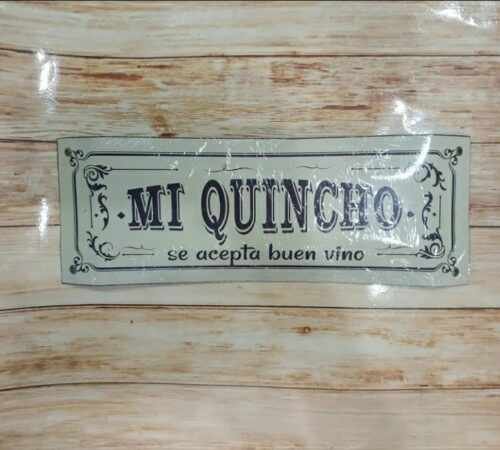 ·MI QUINCHO·
se acepta buen vino